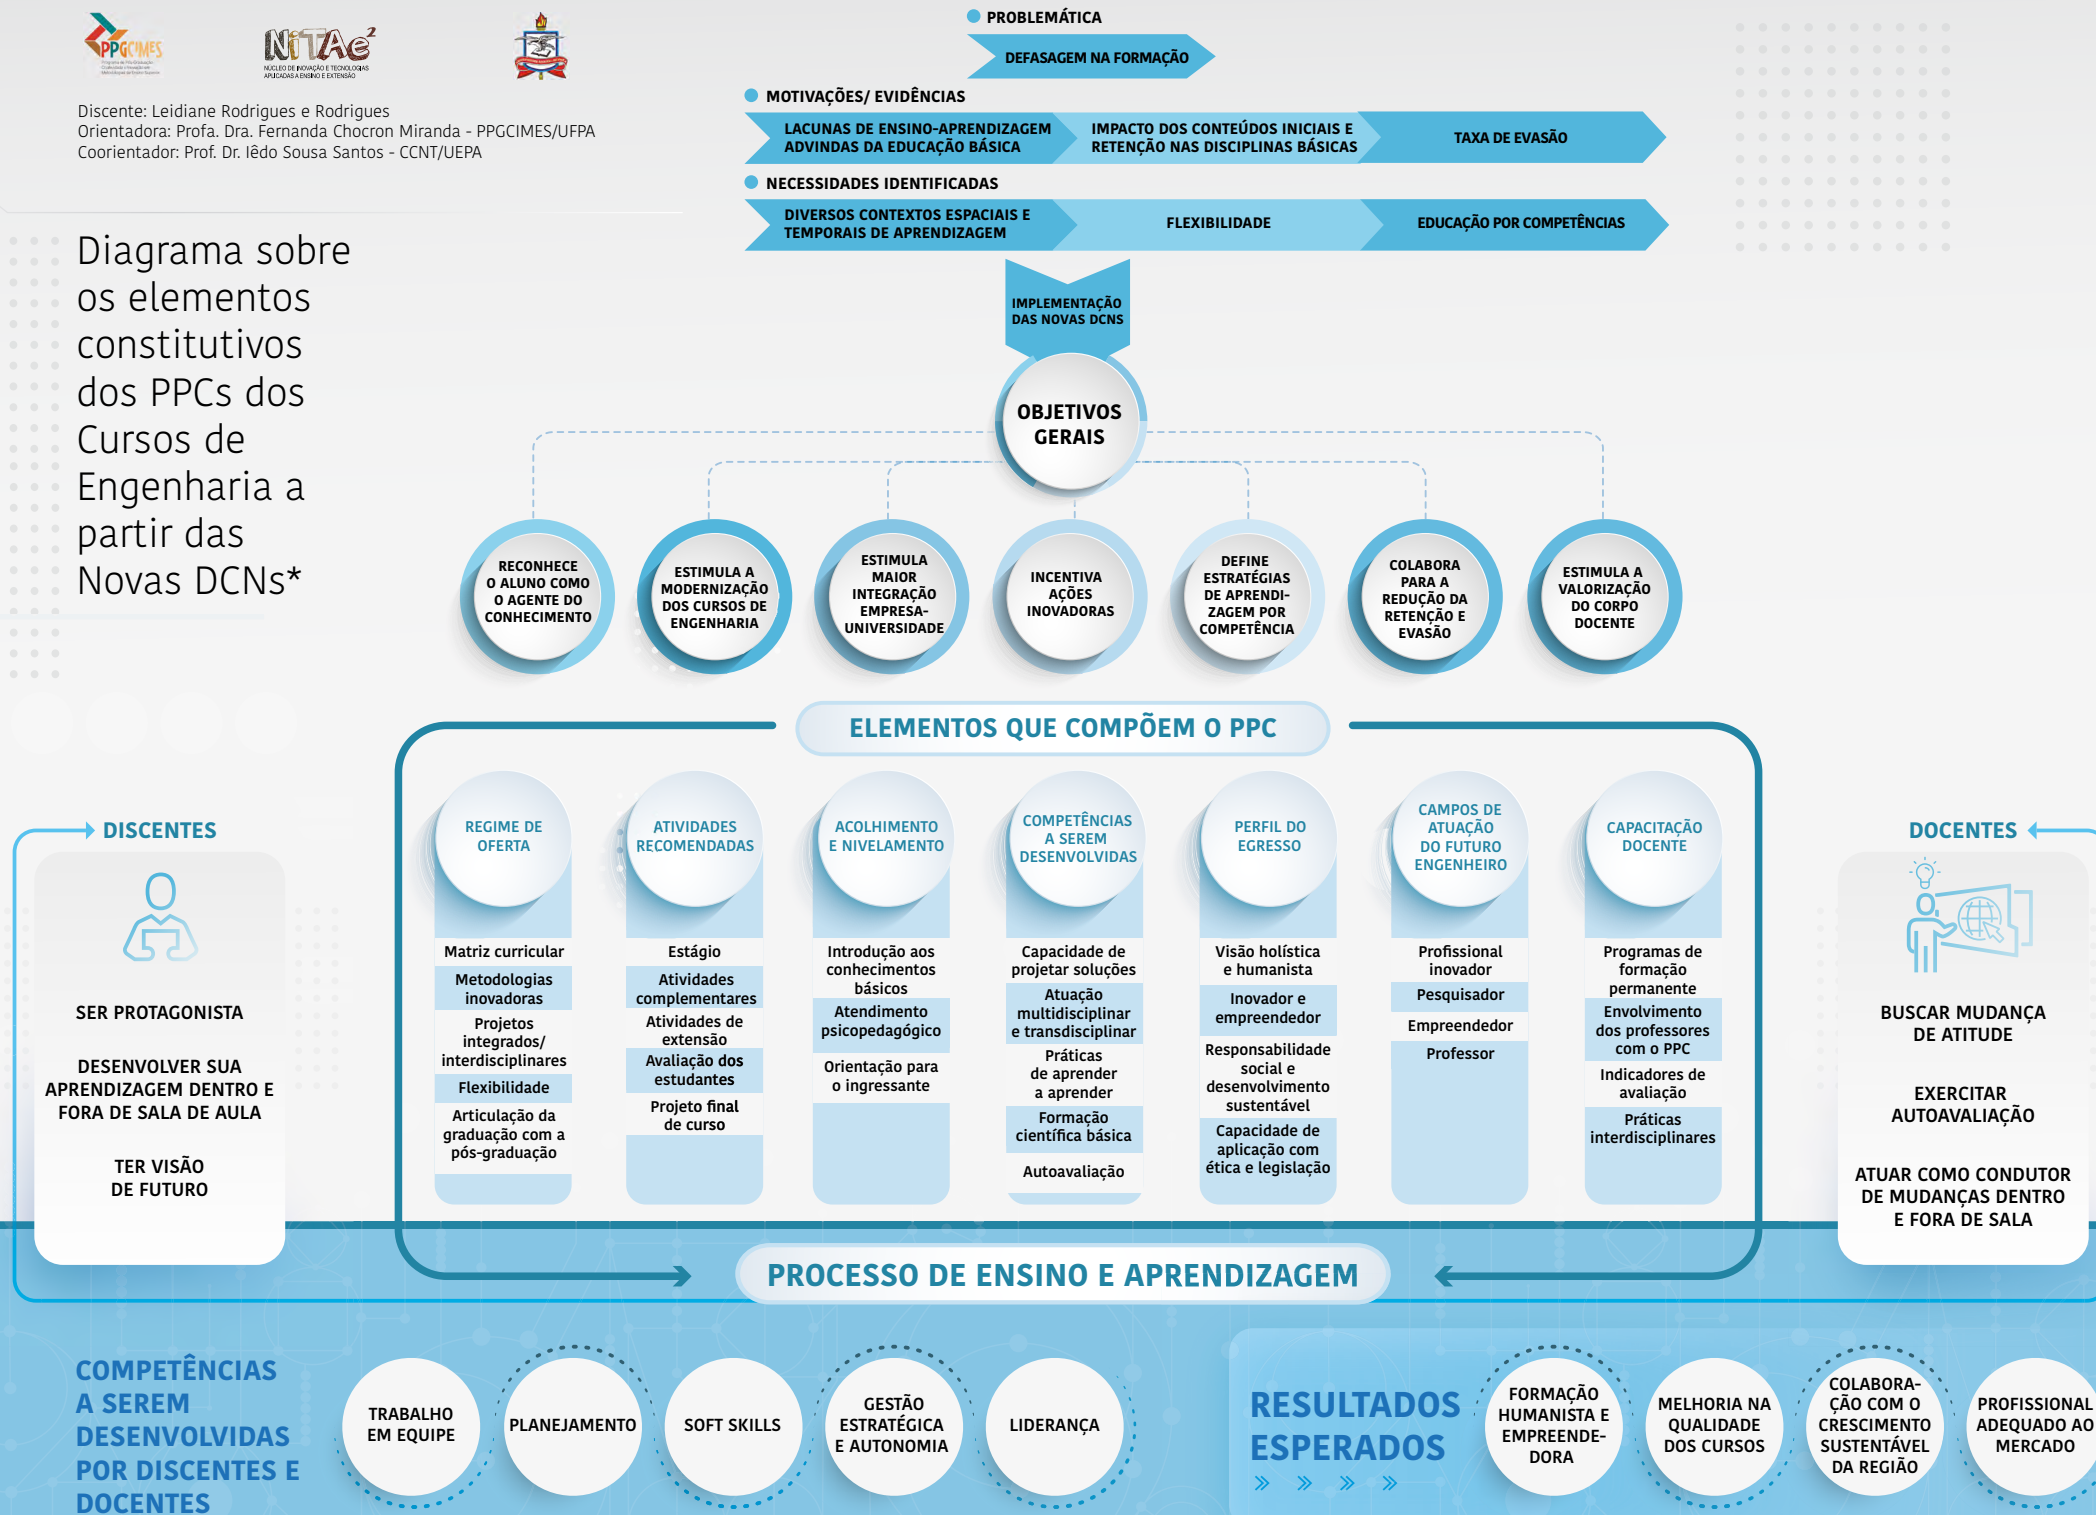 PPGCIMES
NiTAe²
NÚCLEO DE INOVAÇÃO E TECNOLOGIAS
APLICADAS A ENSINO E EXTENSÃO
Discente: Leidiane Rodrigues e Rodrigues
Orientadora: Profa. Dra. Fernanda Chocron Miranda - PPGCIMES/UFPA
Coorientador: Prof. Dr. Iêdo Sousa Santos - CCNT/UEPA
Diagrama sobre
os elementos
constitutivos
dos PPCs dos
Cursos de
Engenharia a
partir das
Novas DCNs*
PROBLEMÁTICA
DEFASAGEM NA FORMAÇÃO
MOTIVAÇÕES/ EVIDÊNCIAS
LACUNAS DE ENSINO-APRENDIZAGEM
ADVINDAS DA EDUCAÇÃO BÁSICA
IMPACTO DOS CONTEÚDOS INICIAIS E
RETENÇÃO NAS DISCIPLINAS BÁSICAS
TAXA DE EVASÃO
NECESSIDADES IDENTIFICADAS
DIVERSOS CONTEXTOS ESPACIAIS E
TEMPORAIS DE APRENDIZAGEM
FLEXIBILIDADE
EDUCAÇÃO POR COMPETÊNCIAS
IMPLEMENTAÇÃO
DAS NOVAS DCNS
OBJETIVOS
GERAIS
RECONHECE
O ALUNO COMO
O AGENTE DO
CONHECIMENTO
ESTIMULA A
MODERNIZAÇÃO
DOS CURSOS DE
ENGENHARIA
ESTIMULA
MAIOR
INTEGRAÇÃO
EMPRESA-
UNIVERSIDADE
INCENTIVA
AÇÕES
INOVADORAS
DEFINE
ESTRATÉGIAS
DE APRENDI-
ZAGEM POR
COMPETÊNCIA
COLABORA
PARA A
REDUÇÃO DA
RETENÇÃO E
EVASÃO
ESTIMULA A
VALORIZAÇÃO
DO CORPO
DOCENTE
ELEMENTOS QUE COMPÕEM O PPC
DISCENTES
SER PROTAGONISTA
DESENVOLVER SUA
APRENDIZAGEM DENTRO E
FORA DE SALA DE AULA
TER VISÃO
DE FUTURO
REGIME DE
OFERTA
Matriz curricular
Metodologias
inovadoras
Projetos
integrados/
interdisciplinares
Flexibilidade
Articulação da
graduação com a
pós-graduação
ATIVIDADES
RECOMENDADAS
Estágio
Atividades
complementares
Atividades de
extensão
Avaliação dos
estudantes
Projeto final
de curso
ACOLHIMENTO
E NIVELAMENTO
Introdução aos
conhecimentos
básicos
Atendimento
psicopedagógico
Orientação para
o ingressante
COMPETÊNCIAS
A SEREM
DESENVOLVIDAS
Capacidade de
projetar soluções
Atuação
multidisciplinar
e transdisciplinar
Práticas
de aprender
a aprender
Formação
científica básica
Autoavaliação
PERFIL DO
EGRESSO
Visão holística
e humanista
Inovador e
empreendedor
Responsabilidade
social e
desenvolvimento
sustentável
Capacidade de
aplicação com
ética e legislação
CAMPOS DE
ATUAÇÃO
DO FUTURO
ENGENHEIRO
Profissional
inovador
Pesquisador
Empreendedor
Professor
CAPACITAÇÃO
DOCENTE
Programas de
formação
permanente
Envolvimento
dos professores
com o PPC
Indicadores de
avaliação
Práticas
interdisciplinares
DOCENTES
BUSCAR MUDANÇA
DE ATITUDE
EXERCITAR
AUTOAVALIAÇÃO
ATUAR COMO CONDUTOR
DE MUDANÇAS DENTRO
E FORA DE SALA
PROCESSO DE ENSINO E APRENDIZAGEM
COMPETÊNCIAS
A SEREM
DESENVOLVIDAS
POR DISCENTES E
DOCENTES
TRABALHO
EM EQUIPE
PLANEJAMENTO
SOFT SKILLS
GESTÃO
ESTRATÉGICA
E AUTONOMIA
LIDERANÇA
RESULTADOS
ESPERADOS
FORMAÇÃO
HUMANISTA E
EMPREENDE-
DORA
MELHORIA NA
QUALIDADE
DOS CURSOS
COLABORA-
ÇÃO COM O
CRESCIMENTO
SUSTENTÁVEL
DA REGIÃO
PROFISSIONAL
ADEQUADO AO
MERCADO